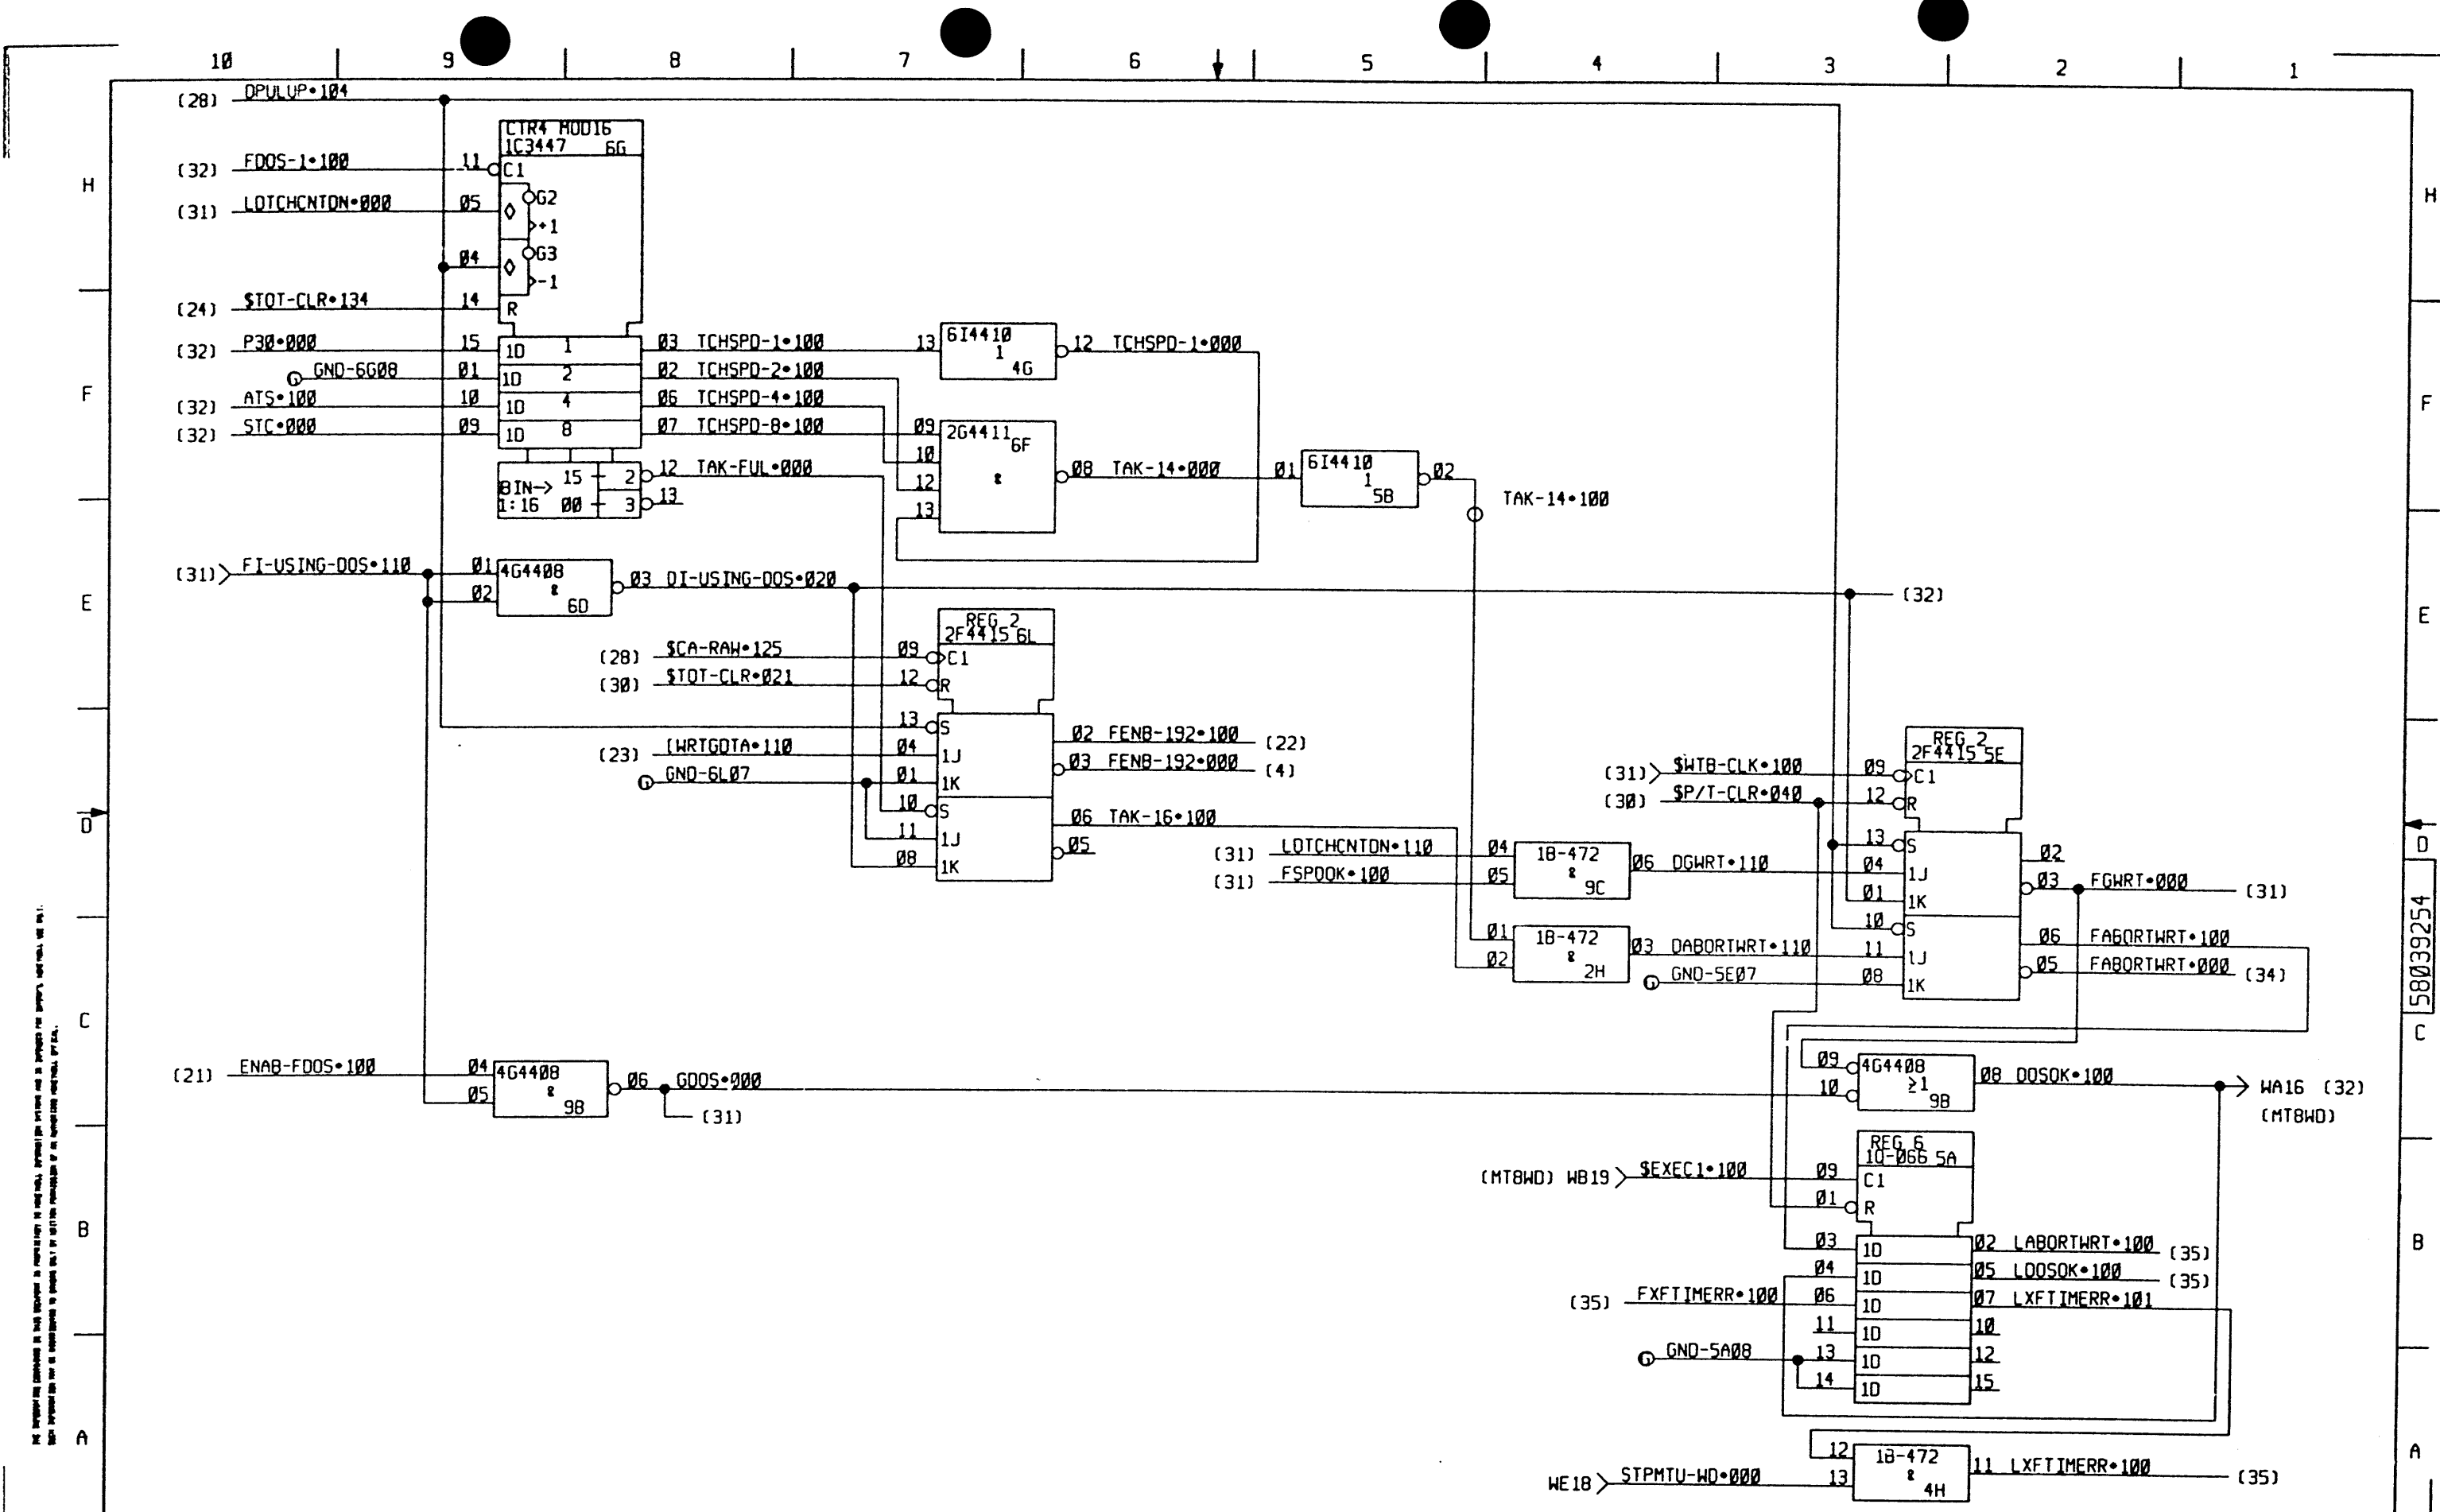 10 9 8 7 6 5 4 3 2 1
(28) DPULUP•104
CTR4 MOD16
1C3447 6G
(32) FDOS-1•100 11 C1
H H
(31) LDTCHCNTDN•000 05 G2
+1
04 G3
-1
(24) $TOT-CLR•134 14 R
(32) P30•000 15 1D 1 03 TCHSPD-1•100 13
6I4410
1
4G
12 TCHSPD-1•000
G GND-6G08 01 1D 2 02 TCHSPD-2•100
F F
(32) ATS•100 10 1D 4 06 TCHSPD-4•100
(32) STC•000 09 1D 8 07 TCHSPD-8•100 09
10
12
13
2G4411
6F
&
08 TAK-14•000 01
6I4410
1
5B
02
TAK-14•100
BIN->
1:16
15 2 12 TAK-FUL•000
00 3 13
(31) FI-USING-DOS•110 01
02
4G4408
&
6D
03 DI-USING-DOS•020 (32)
E E
REG 2
2F4415 6L
(28) $CA-RAW•125 09 C1
(30) $TOT-CLR•021 12 R
13 S 02 FENB-192•100 (22)
(23) (WRTGDTA•110 04 1J 03 FENB-192•000 (4)
G GND-6L07 01 1K
10 S 06 TAK-16•100
11 1J 05
08 1K
D D
REG 2
2F4415 5E
(31) $WTB-CLK•100 09 C1
(30) $P/T-CLR•040 12 R
(31) LDTCHCNTDN•110 04
(31) FSPDOK•100 05
1B-472
&
9C
06 DGWRT•110
13 S 02
04 1J 03 FGWRT•000 (31)
01 1K
10 S 06 FABORTWRT•100
01
02
1B-472
&
2H
03 DABORTWRT•110 11 1J 05 FABORTWRT•000 (34)
G GND-5E07 08 1K
58039254
C C
(21) ENAB-FDOS•100 04
05
4G4408
&
9B
06 GDOS•000
(31)
09
10
4G4408
≥1
9B
08 DOSOK•100 WA16 (32)
(MT8WD)
REG 6
1Q-066 5A
(MT8WD) WB19 $EXEC1•100 09 C1
01 R
B B
03 1D 02 LABORTWRT•100 (35)
04 1D 05 LDOSOK•100 (35)
(35) FXFTIMERR•100 06 1D 07 LXFTIMERR•101
11 1D 10
G GND-5A08 13 1D 12
14 1D 15
A A
12
WE18 STPMTU-WD•000 13
1B-472
&
4H
11 LXFTIMERR•100 (35)